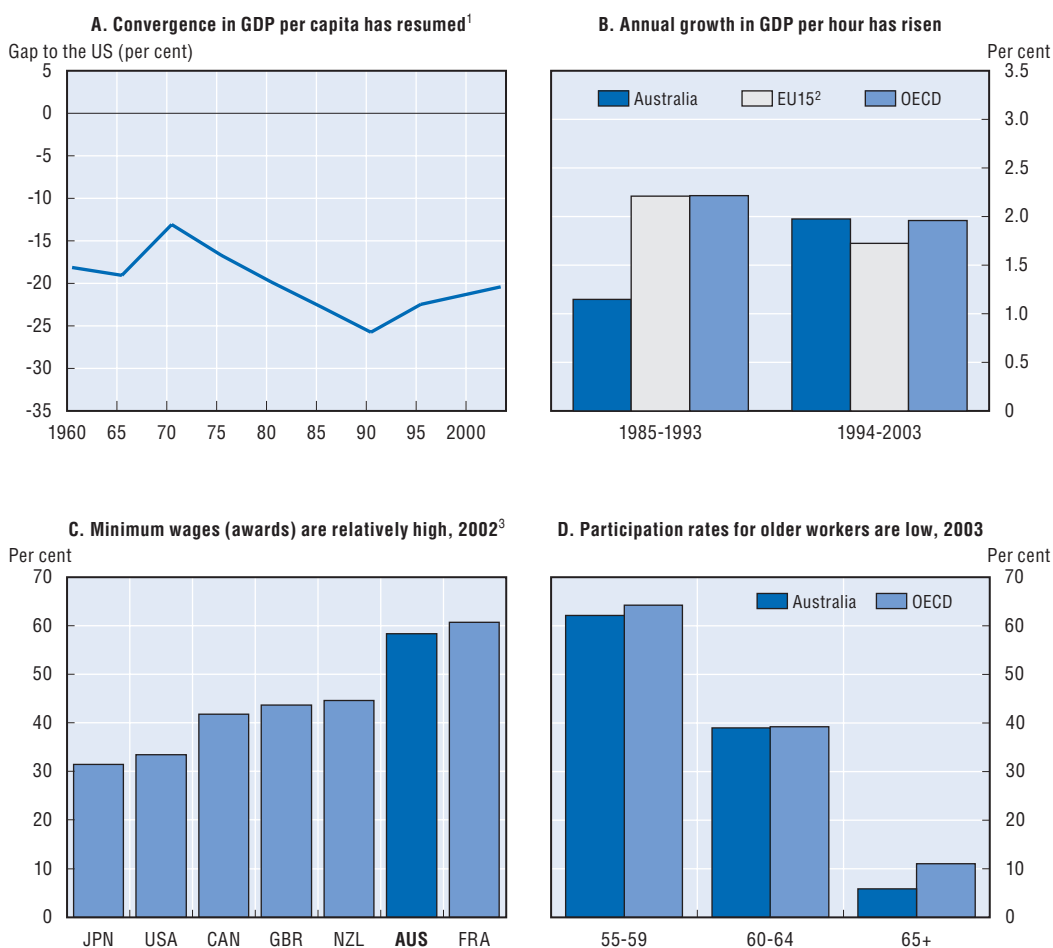 A. Convergence in GDP per capita has resumed¹
Gap to the US (per cent)
5
0
-5
-10
-15
-20
-25
-30
-35
1960 65 70 75 80 85 90 95 2000
B. Annual growth in GDP per hour has risen
Per cent
Australia EU15² OECD
3.5
3.0
2.5
2.0
1.5
1.0
0.5
0
1985-1993 1994-2003
C. Minimum wages (awards) are relatively high, 2002³
Per cent
70
60
50
40
30
20
10
0
JPN USA CAN GBR NZL AUS FRA
D. Participation rates for older workers are low, 2003
Per cent
Australia OECD
70
60
50
40
30
20
10
0
55-59 60-64 65+